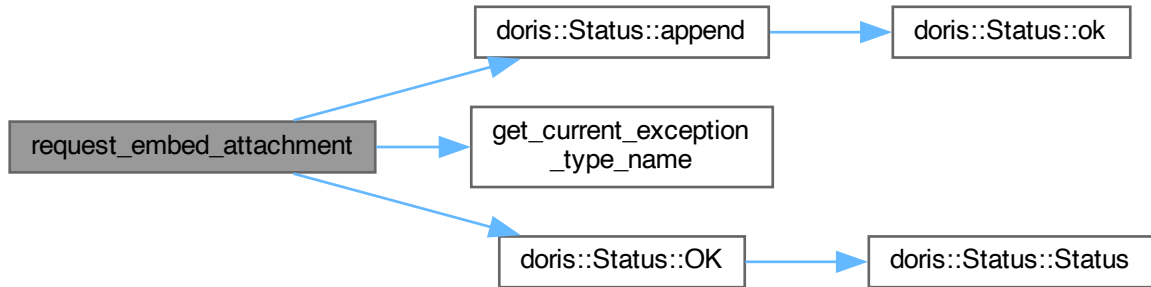 doris::Status::append
doris::Status::ok
request_embed_attachment
get_current_exception
_type_name
doris::Status::OK
doris::Status::Status